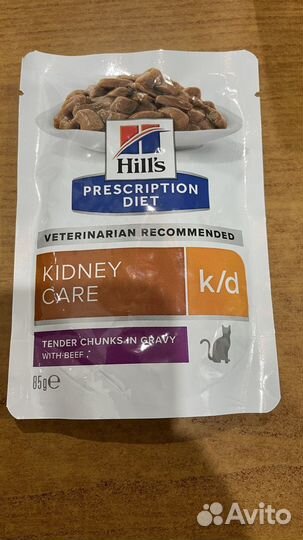 Hill's
PRESCRIPTION
DIET
VETERINARIAN RECOMMENDED
KIDNEY
CARE
k/d
TENDER CHUNKS IN GRAVY
WITH BEEF
85g℮
Avito